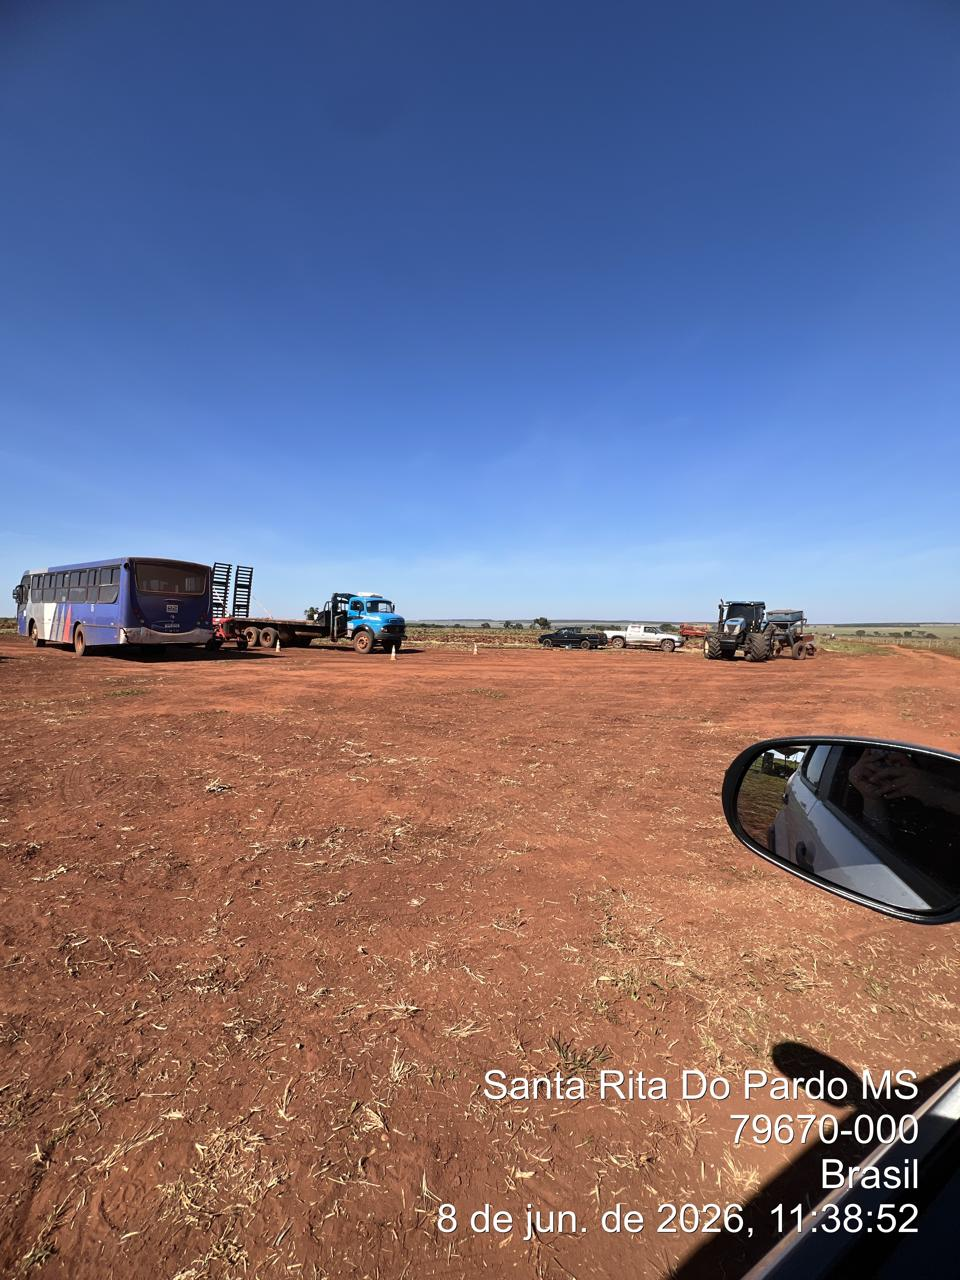 Santa Rita Do Pardo MS
79670-000
Brasil
8 de jun. de 2026, 11:38:52